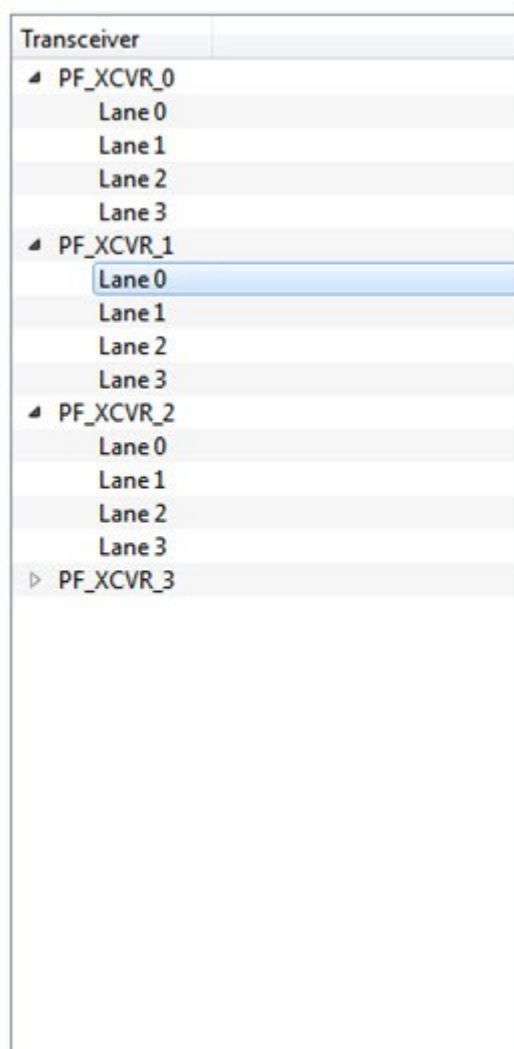 Transceiver
PF_XCVR_0
Lane 0
Lane 1
Lane 2
Lane 3
PF_XCVR_1
Lane 0
Lane 1
Lane 2
Lane 3
PF_XCVR_2
Lane 0
Lane 1
Lane 2
Lane 3
PF_XCVR_3